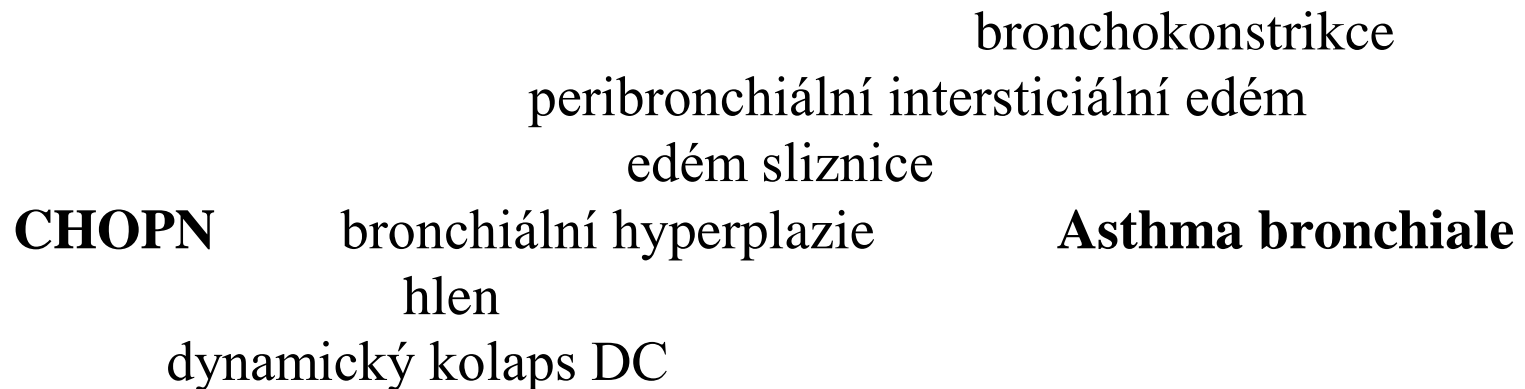 bronchokonstrikce
peribronchiální intersticiální edém
edém sliznice
CHOPN bronchiální hyperplazie Asthma bronchiale
hlen
dynamický kolaps DC